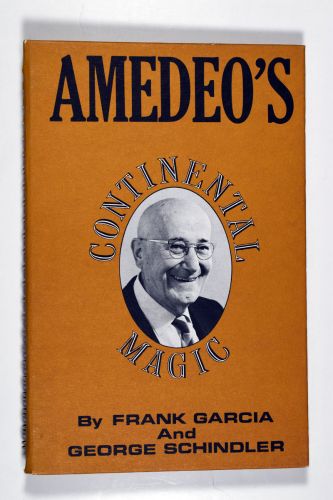 AMEDEO'S
CONTINENTAL
MAGIC
By FRANK GARCIA
And
GEORGE SCHINDLER